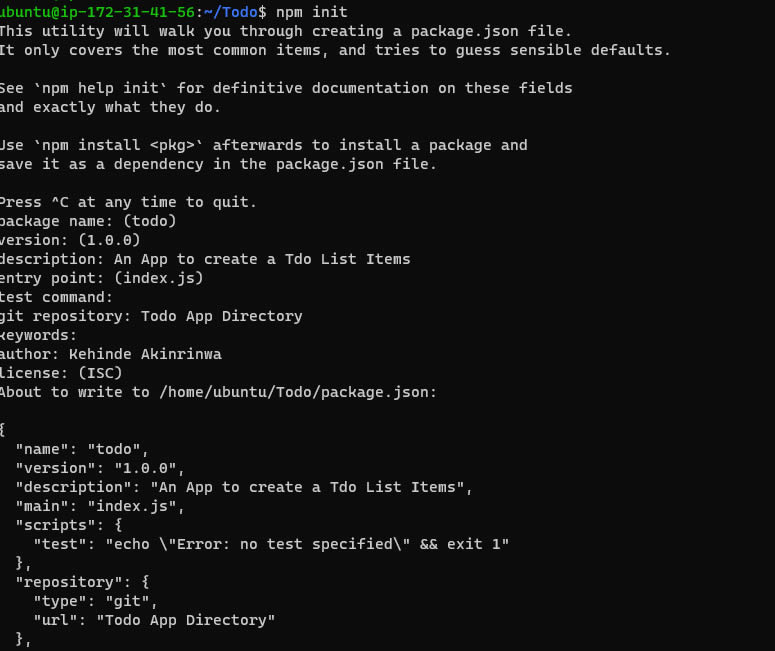 ubuntu@ip-172-31-41-56:~/Todo$ npm init
This utility will walk you through creating a package.json file.
It only covers the most common items, and tries to guess sensible defaults.

See `npm help init` for definitive documentation on these fields
and exactly what they do.

Use `npm install <pkg>` afterwards to install a package and
save it as a dependency in the package.json file.

Press ^C at any time to quit.
package name: (todo)
version: (1.0.0)
description: An App to create a Tdo List Items
entry point: (index.js)
test command:
git repository: Todo App Directory
keywords:
author: Kehinde Akinrinwa
license: (ISC)
About to write to /home/ubuntu/Todo/package.json:

{
  "name": "todo",
  "version": "1.0.0",
  "description": "An App to create a Tdo List Items",
  "main": "index.js",
  "scripts": {
    "test": "echo \"Error: no test specified\" && exit 1"
  },
  "repository": {
    "type": "git",
    "url": "Todo App Directory"
  },